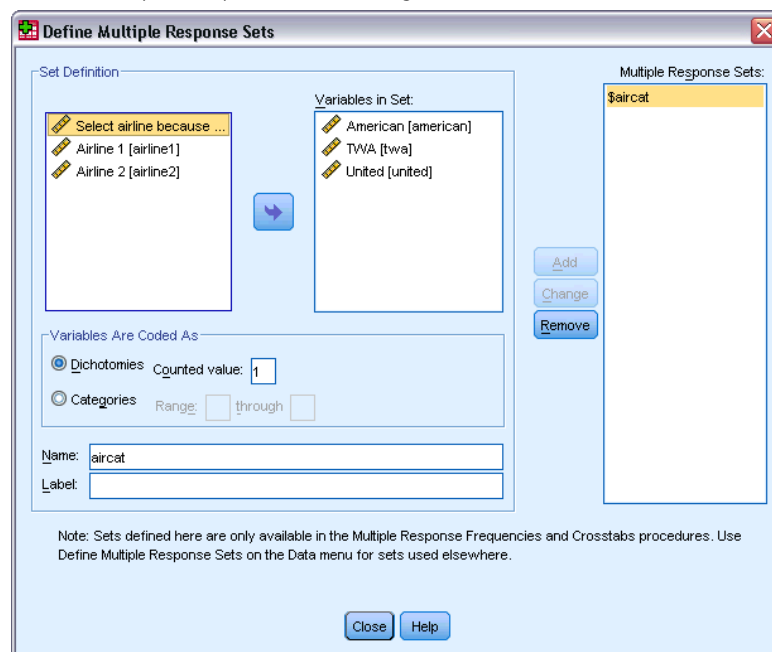 Define Multiple Response Sets
Set Definition
Select airline because ...
Airline 1 [airline1]
Airline 2 [airline2]
Variables in Set:
American [american]
TWA [twa]
United [united]
Multiple Response Sets:
$aircat
Add
Change
Remove
Variables Are Coded As
Dichotomies Counted value: 1
Categories Range: through
Name: aircat
Label:
Note: Sets defined here are only available in the Multiple Response Frequencies and Crosstabs procedures. Use
Define Multiple Response Sets on the Data menu for sets used elsewhere.
Close Help